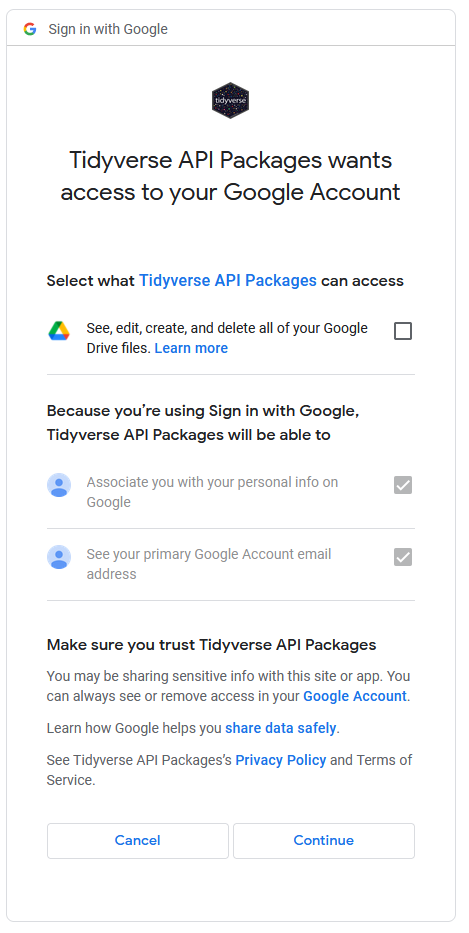 Sign in with Google
tidyverse
Tidyverse API Packages wants
access to your Google Account
Select what Tidyverse API Packages can access
See, edit, create, and delete all of your Google
Drive files. Learn more
Because you’re using Sign in with Google,
Tidyverse API Packages will be able to
Associate you with your personal info on
Google
See your primary Google Account email
address
Make sure you trust Tidyverse API Packages
You may be sharing sensitive info with this site or app. You
can always see or remove access in your Google Account.
Learn how Google helps you share data safely.
See Tidyverse API Packages’s Privacy Policy and Terms of
Service.
Cancel
Continue